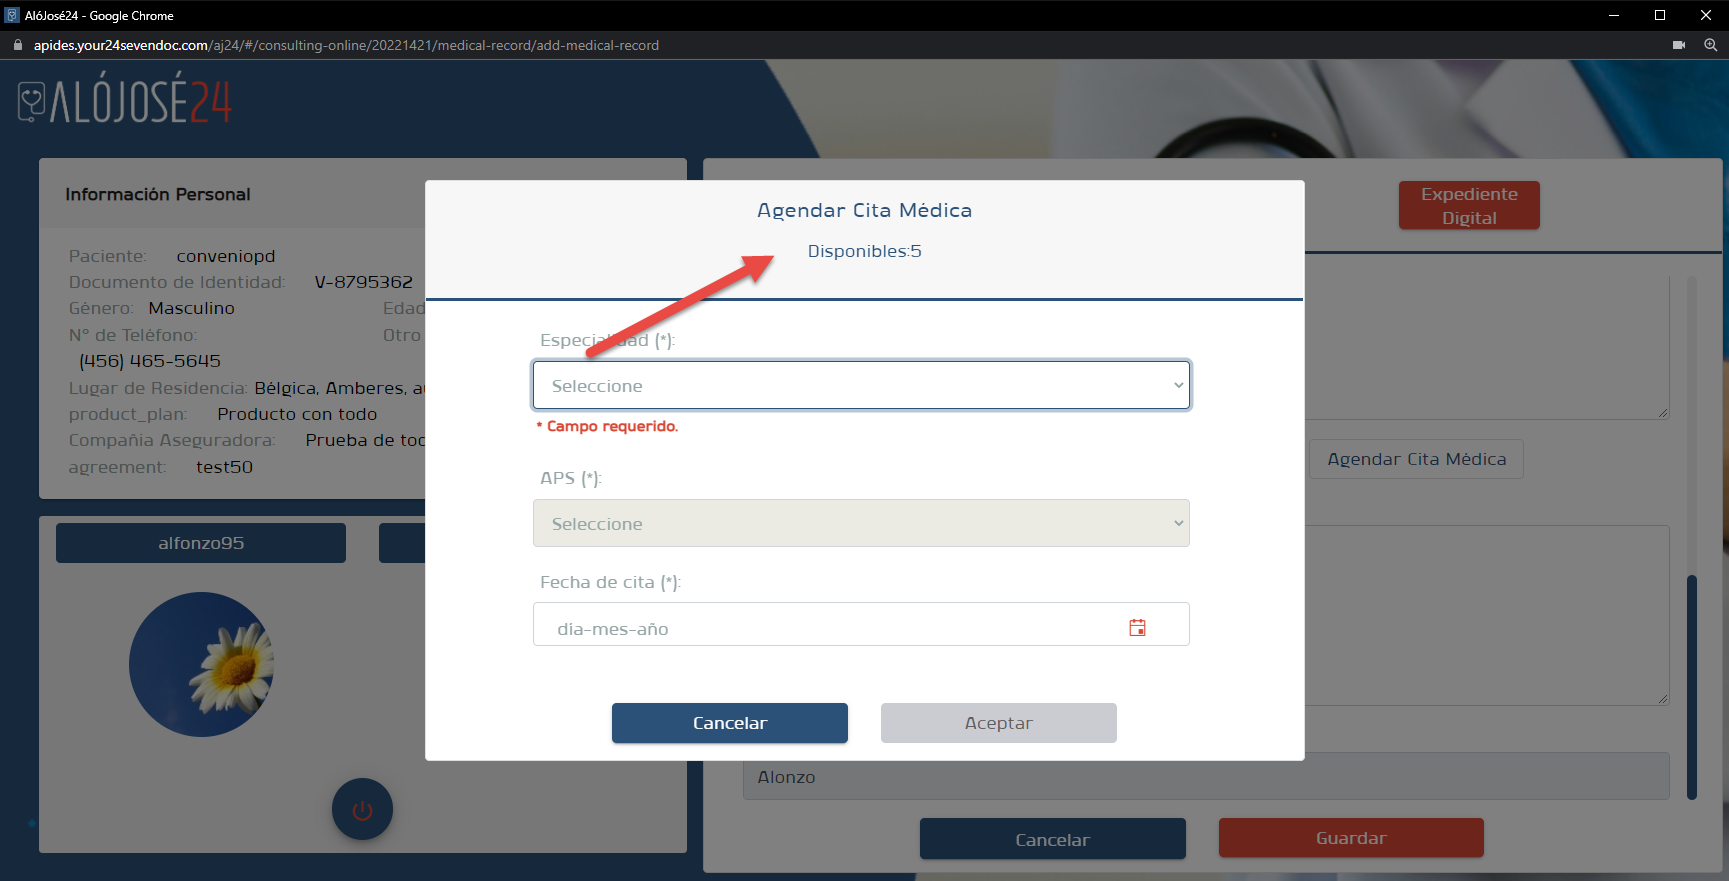 AlóJosé24 - Google Chrome
apides.your24sevendoc.com/aj24/#/consulting-online/20221421/medical-record/add-medical-record
ALÓJOSÉ24
Información Personal
Paciente: conveniopd
Documento de Identidad: V-8795362
Género: Masculino Edad
N° de Teléfono: Otro
(456) 465-5645
Lugar de Residencia: Bélgica, Amberes,
product_plan: Producto con todo
Compañia Aseguradora: Prueba de
agreement: test50
alfonzo95
Agendar Cita Médica
Disponibles:5
Especialidad (*):
Seleccione
* Campo requerido.
APS (*):
Seleccione
Fecha de cita (*):
día-mes-año
Cancelar
Aceptar
Expediente
Digital
Agendar Cita Médica
Alonzo
Cancelar
Guardar